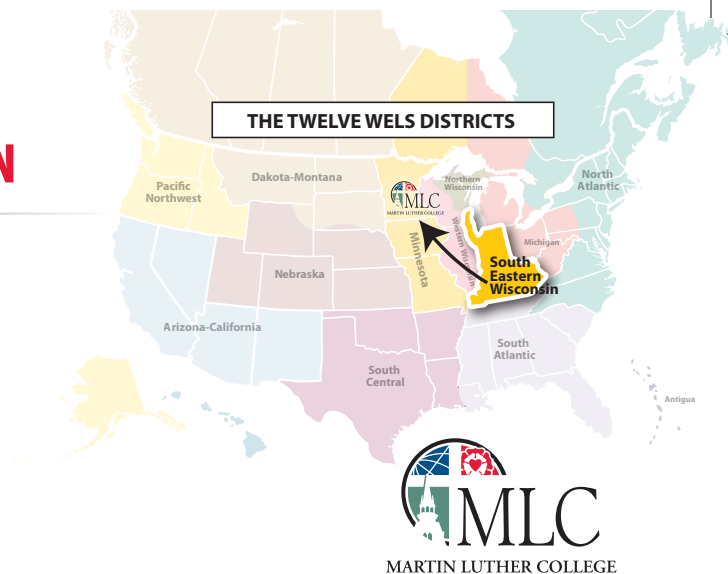 N
THE TWELVE WELS DISTRICTS
Pacific
Northwest
Dakota-Montana
Northern
Wisconsin
North
Atlantic
MLC
MARTIN LUTHER COLLEGE
Western Wisconsin
Michigan
Minnesota
South
Eastern
Wisconsin
Nebraska
Arizona-California
South
Atlantic
South
Central
Antigua
MLC
MARTIN LUTHER COLLEGE